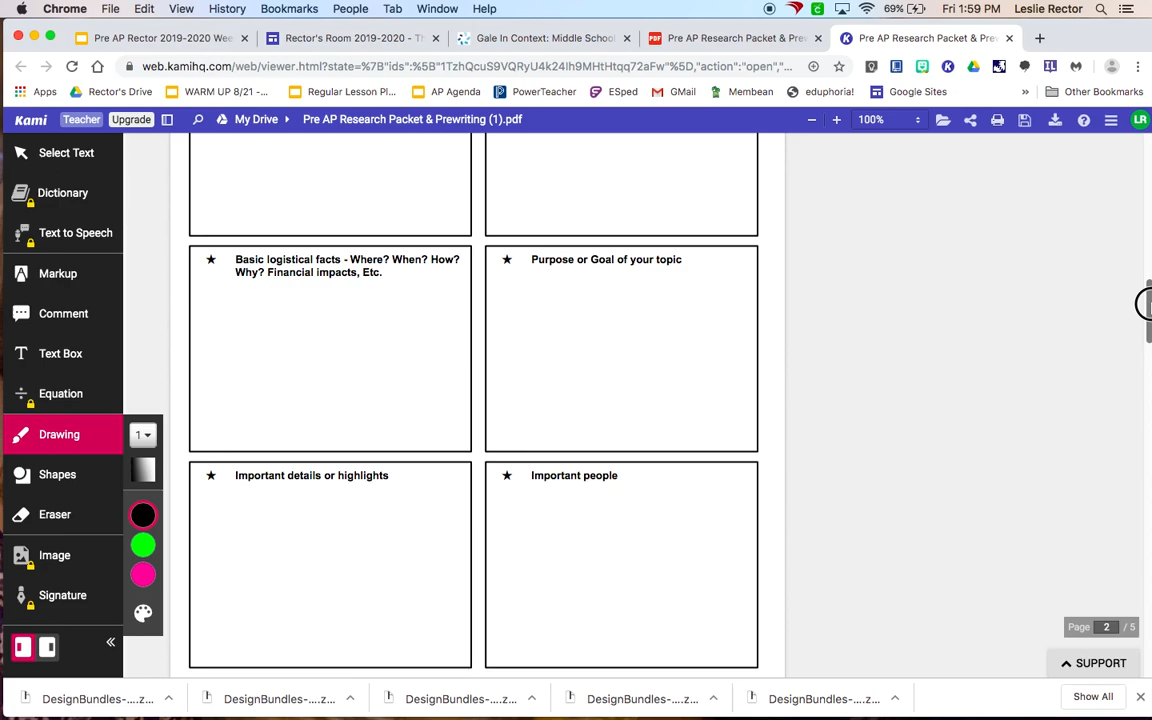 Chrome File Edit View History Bookmarks People Tab Window Help 69% Fri 1:59 PM Leslie Rector
Pre AP Rector 2019-2020 Wee Rector's Room 2019-2020 - Th Gale In Context: Middle School Pre AP Research Packet & Prew Pre AP Research Packet & Prew
web.kamihq.com/web/viewer.html?state=%7B"ids":%5B"1TzhQcuS9VQRyU4k24lh9MHtHtqq72aFw"%5D,"action":"open",...
Apps Rector's Drive WARM UP 8/21 -... Regular Lesson Pl... AP Agenda PowerTeacher ESped GMail Membean eduphoria! Google Sites » Other Bookmarks
Kami Teacher Upgrade My Drive Pre AP Research Packet & Prewriting (1).pdf 100% LR
Select Text
Dictionary
Text to Speech
Markup
Comment
Text Box
Equation
Drawing
1
Shapes
Eraser
Image
Signature
«
★ Basic logistical facts - Where? When? How?
Why? Financial impacts, Etc.
★ Purpose or Goal of your topic
★ Important details or highlights
★ Important people
Page 2 / 5
SUPPORT
DesignBundles-....z... DesignBundles-....z... DesignBundles-....z... DesignBundles-....z... DesignBundles-....z... Show All